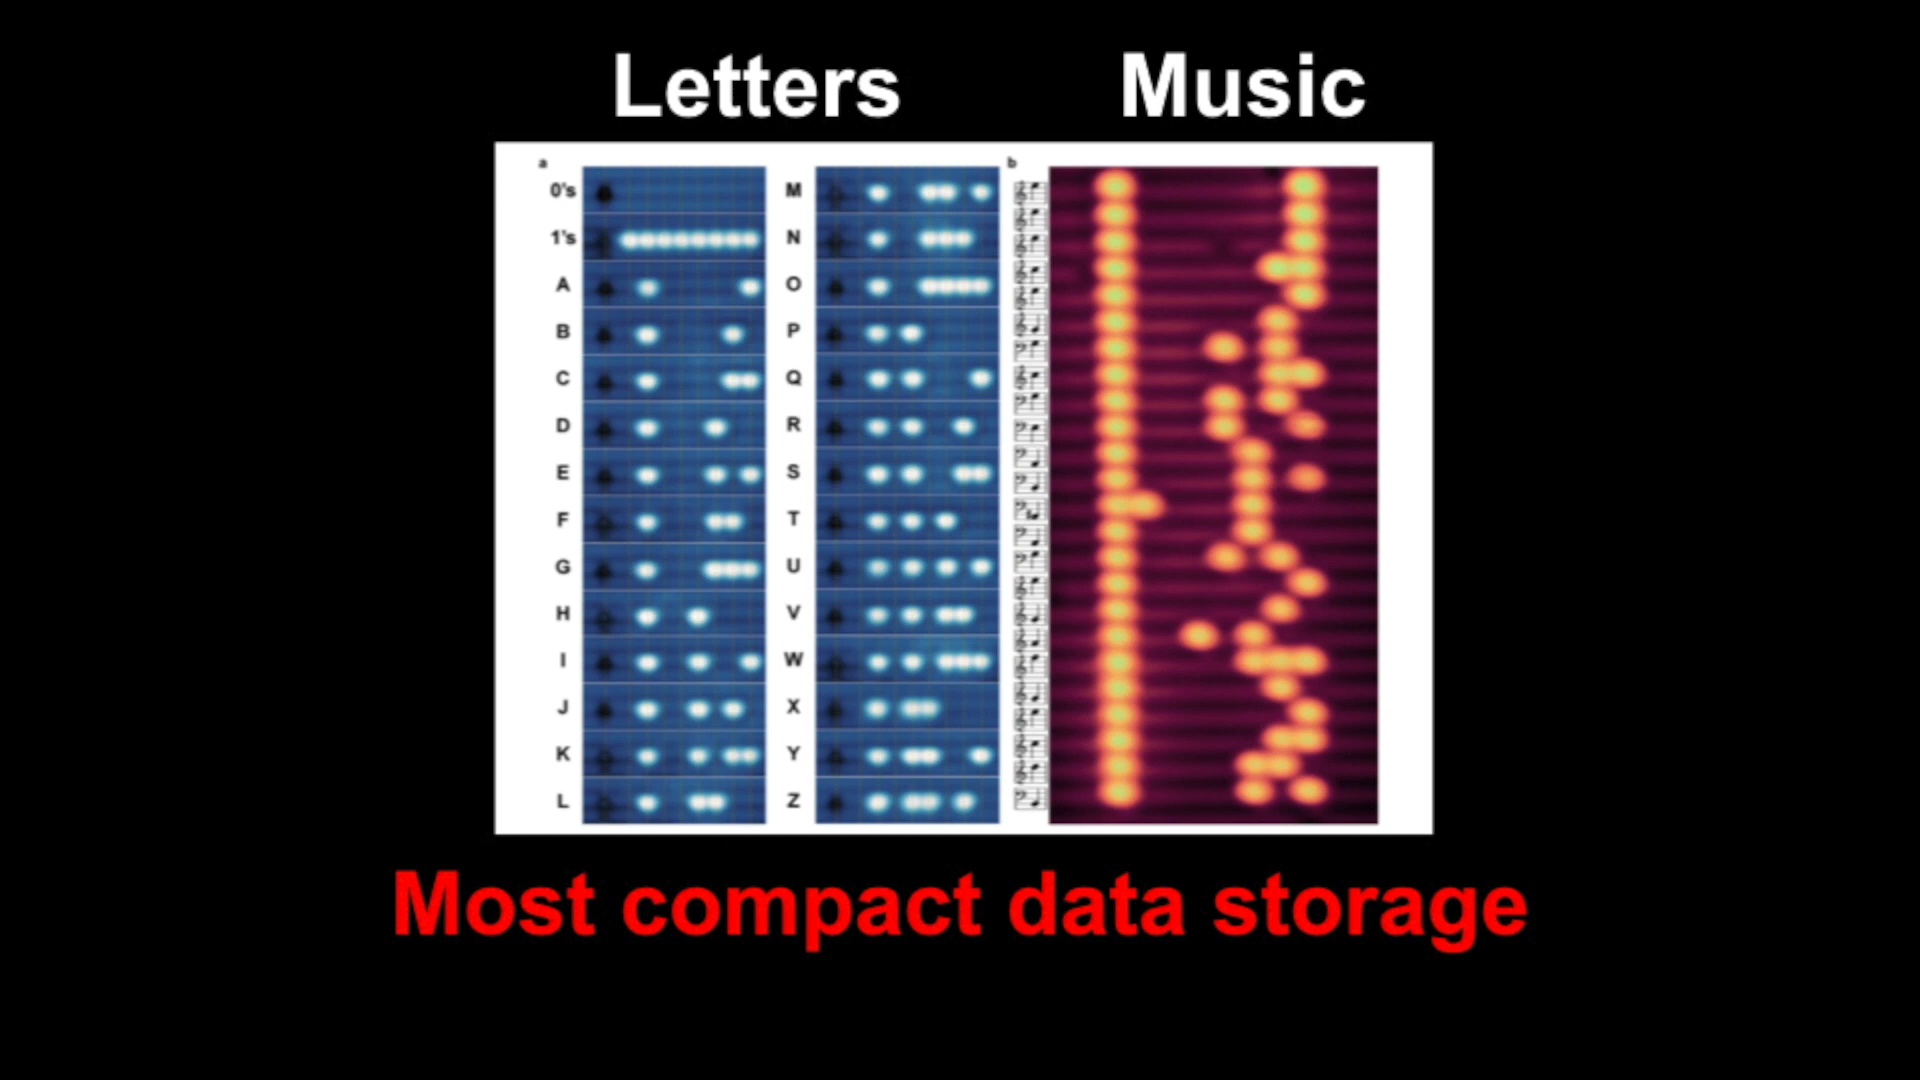 Letters Music
a b
0's M
1's N
A O
B P
C Q
D R
E S
F T
G U
H V
I W
J X
K Y
L Z
Most compact data storage